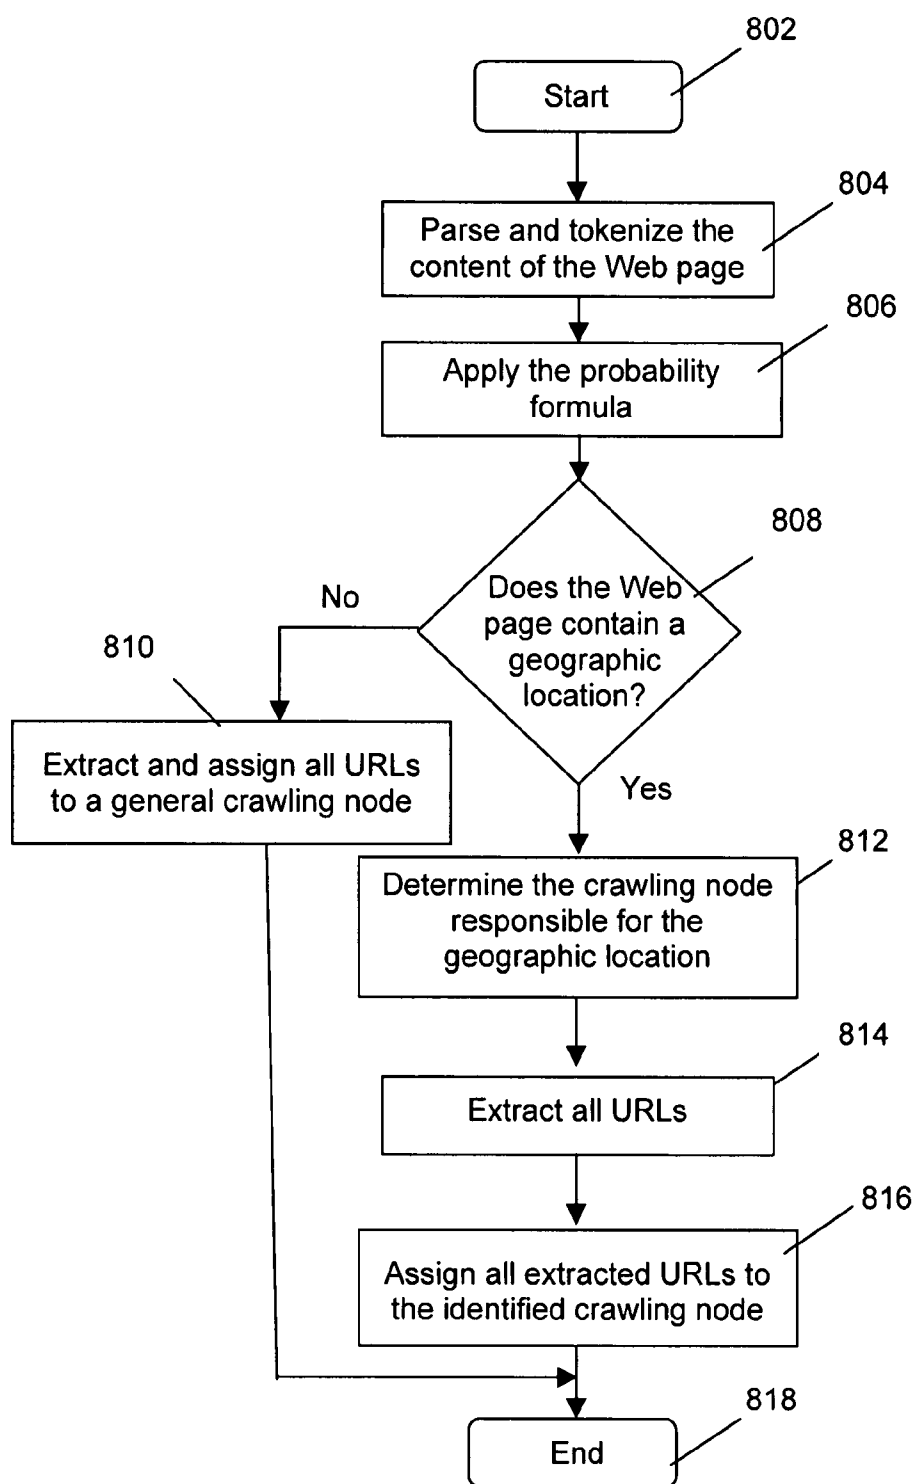 802
Start
804
Parse and tokenize the
content of the Web page
806
Apply the probability
formula
808
Does the Web
page contain a
geographic
location?
No
810
Extract and assign all URLs
to a general crawling node
Yes
812
Determine the crawling node
responsible for the
geographic location
814
Extract all URLs
816
Assign all extracted URLs to
the identified crawling node
818
End